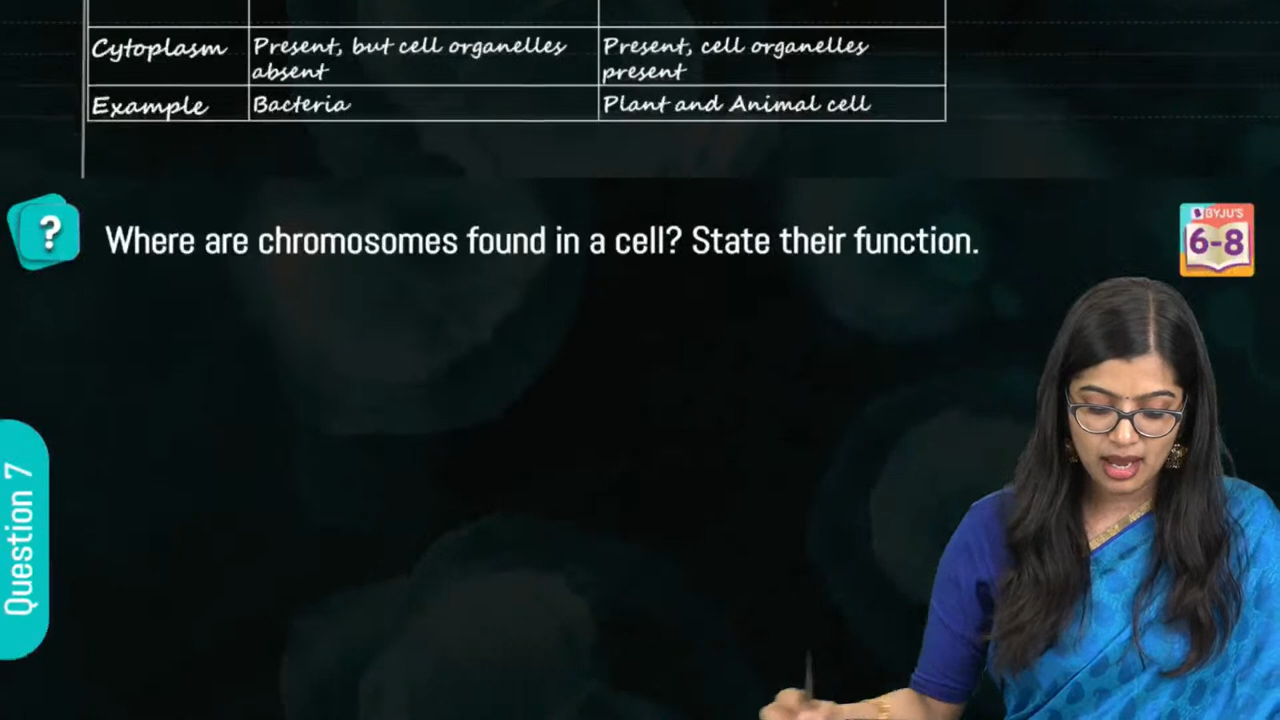 Cytoplasm
Present, but cell organelles
absent
Present, cell organelles
present
Example
Bacteria
Plant and Animal cell
?
Where are chromosomes found in a cell? State their function.
BYJU'S
6-8
Question 7